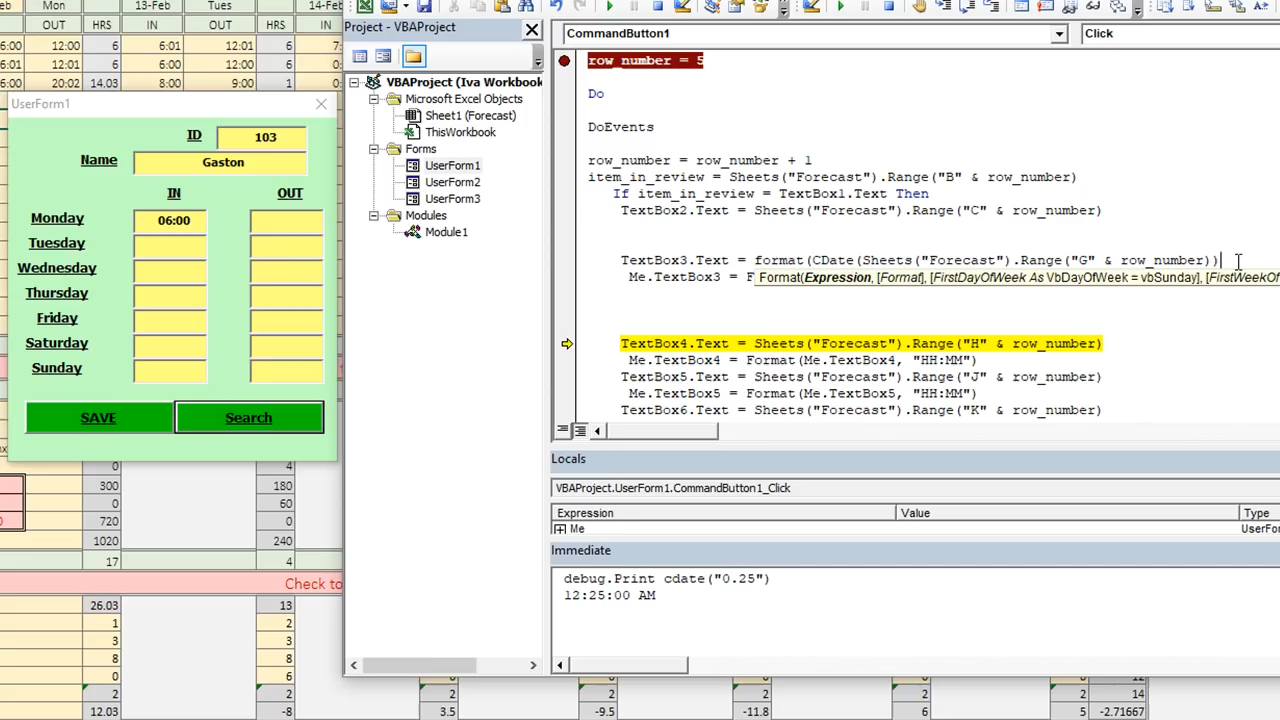 Mon 13-Feb Tues 14-Feb
OUT HRS IN OUT HRS IN
6:00 12:00 6 6:01 12:01 6
6:00 12:00 6 6:01 12:01 6
6:00 20:02 14.03 8:00 9:00 1
UserForm1
ID 103
Name Gaston
IN OUT
Monday 06:00
Tuesday
Wednesday
Thursday
Friday
Saturday
Sunday
SAVE Search
0 4
300 180
0 60
0 720 0
1020 240
17 4
Check to
26.03 13
1 2
3 3
8 8
0 6
2 2 2 2 2 2 14
12.03 -8 3.5 -9.5 -11.8 6 5 -2.71667
Project - VBAProject
VBAProject (Iva Workbook
Microsoft Excel Objects
Sheet1 (Forecast)
ThisWorkbook
Forms
UserForm1
UserForm2
UserForm3
Modules
Module1
CommandButton1 Click
row_number = 5
Do
DoEvents
row_number = row_number + 1
item_in_review = Sheets("Forecast").Range("B" & row_number)
If item_in_review = TextBox1.Text Then
TextBox2.Text = Sheets("Forecast").Range("C" & row_number)
TextBox3.Text = format(CDate(Sheets("Forecast").Range("G" & row_number))
Me.TextBox3 = F
Format(Expression, [Format], [FirstDayOfWeek As VbDayOfWeek = vbSunday], [FirstWeekOf
TextBox4.Text = Sheets("Forecast").Range("H" & row_number)
Me.TextBox4 = Format(Me.TextBox4, "HH:MM")
TextBox5.Text = Sheets("Forecast").Range("J" & row_number)
Me.TextBox5 = Format(Me.TextBox5, "HH:MM")
TextBox6.Text = Sheets("Forecast").Range("K" & row_number)
Locals
VBAProject.UserForm1.CommandButton1_Click
Expression Value Type
Me UserFor
Immediate
debug.Print cdate("0.25")
12:25:00 AM